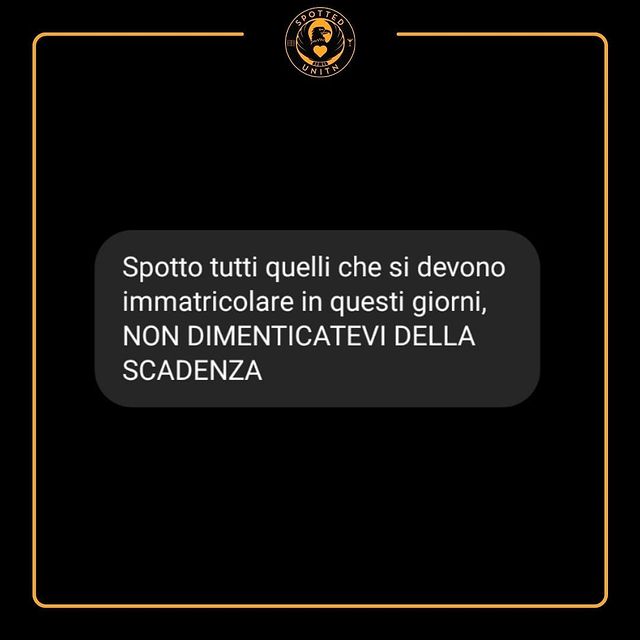 SPOTTED
UNITN
Spotto tutti quelli che si devono
immatricolare in questi giorni,
NON DIMENTICATEVI DELLA
SCADENZA